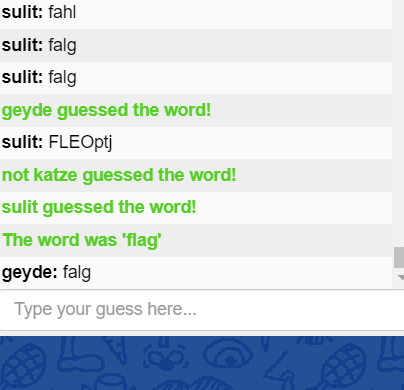 sulit: fahl
sulit: falg
sulit: falg
geyde guessed the word!
sulit: FLEOptj
not katze guessed the word!
sulit guessed the word!
The word was 'flag'
geyde: falg
Type your guess here...